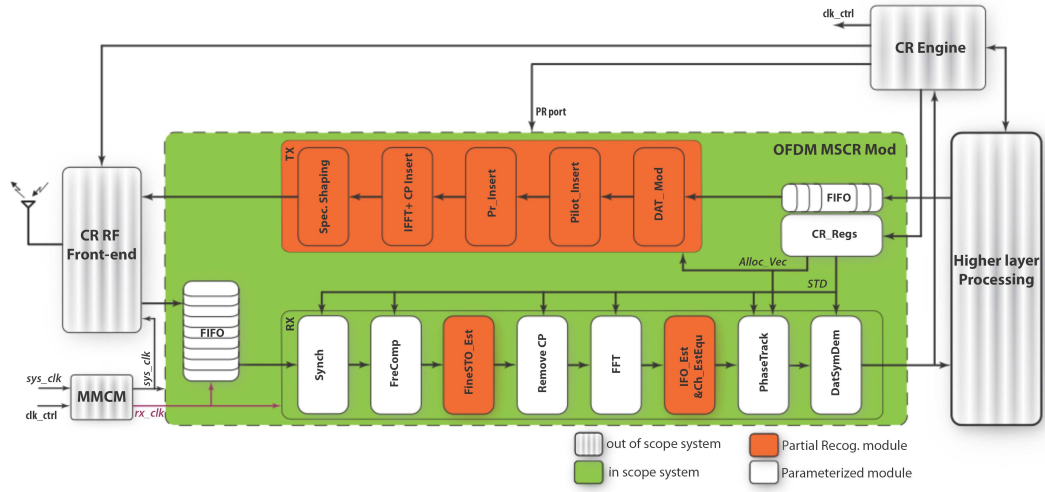 clk_ctrl
CR Engine
PR port
OFDM MSCR Mod
TX
Spec. Shaping
IFFT+ CP Insert
Pr_Insert
Pilot_Insert
DAT_ Mod
FIFO
CR_Regs
CR RF
Front-end
Higher layer
Processing
Alloc_Vec
STD
FIFO
RX
Synch
FreComp
FineSTO_Est
Remove CP
FFT
IFO_Est
&Ch_EstEqu
PhaseTrack
DatSymDem
sys_clk
sys_clk
MMCM
clk_ctrl
rx_clk
out of scope system
Partial Recog. module
in scope system
Parameterized module